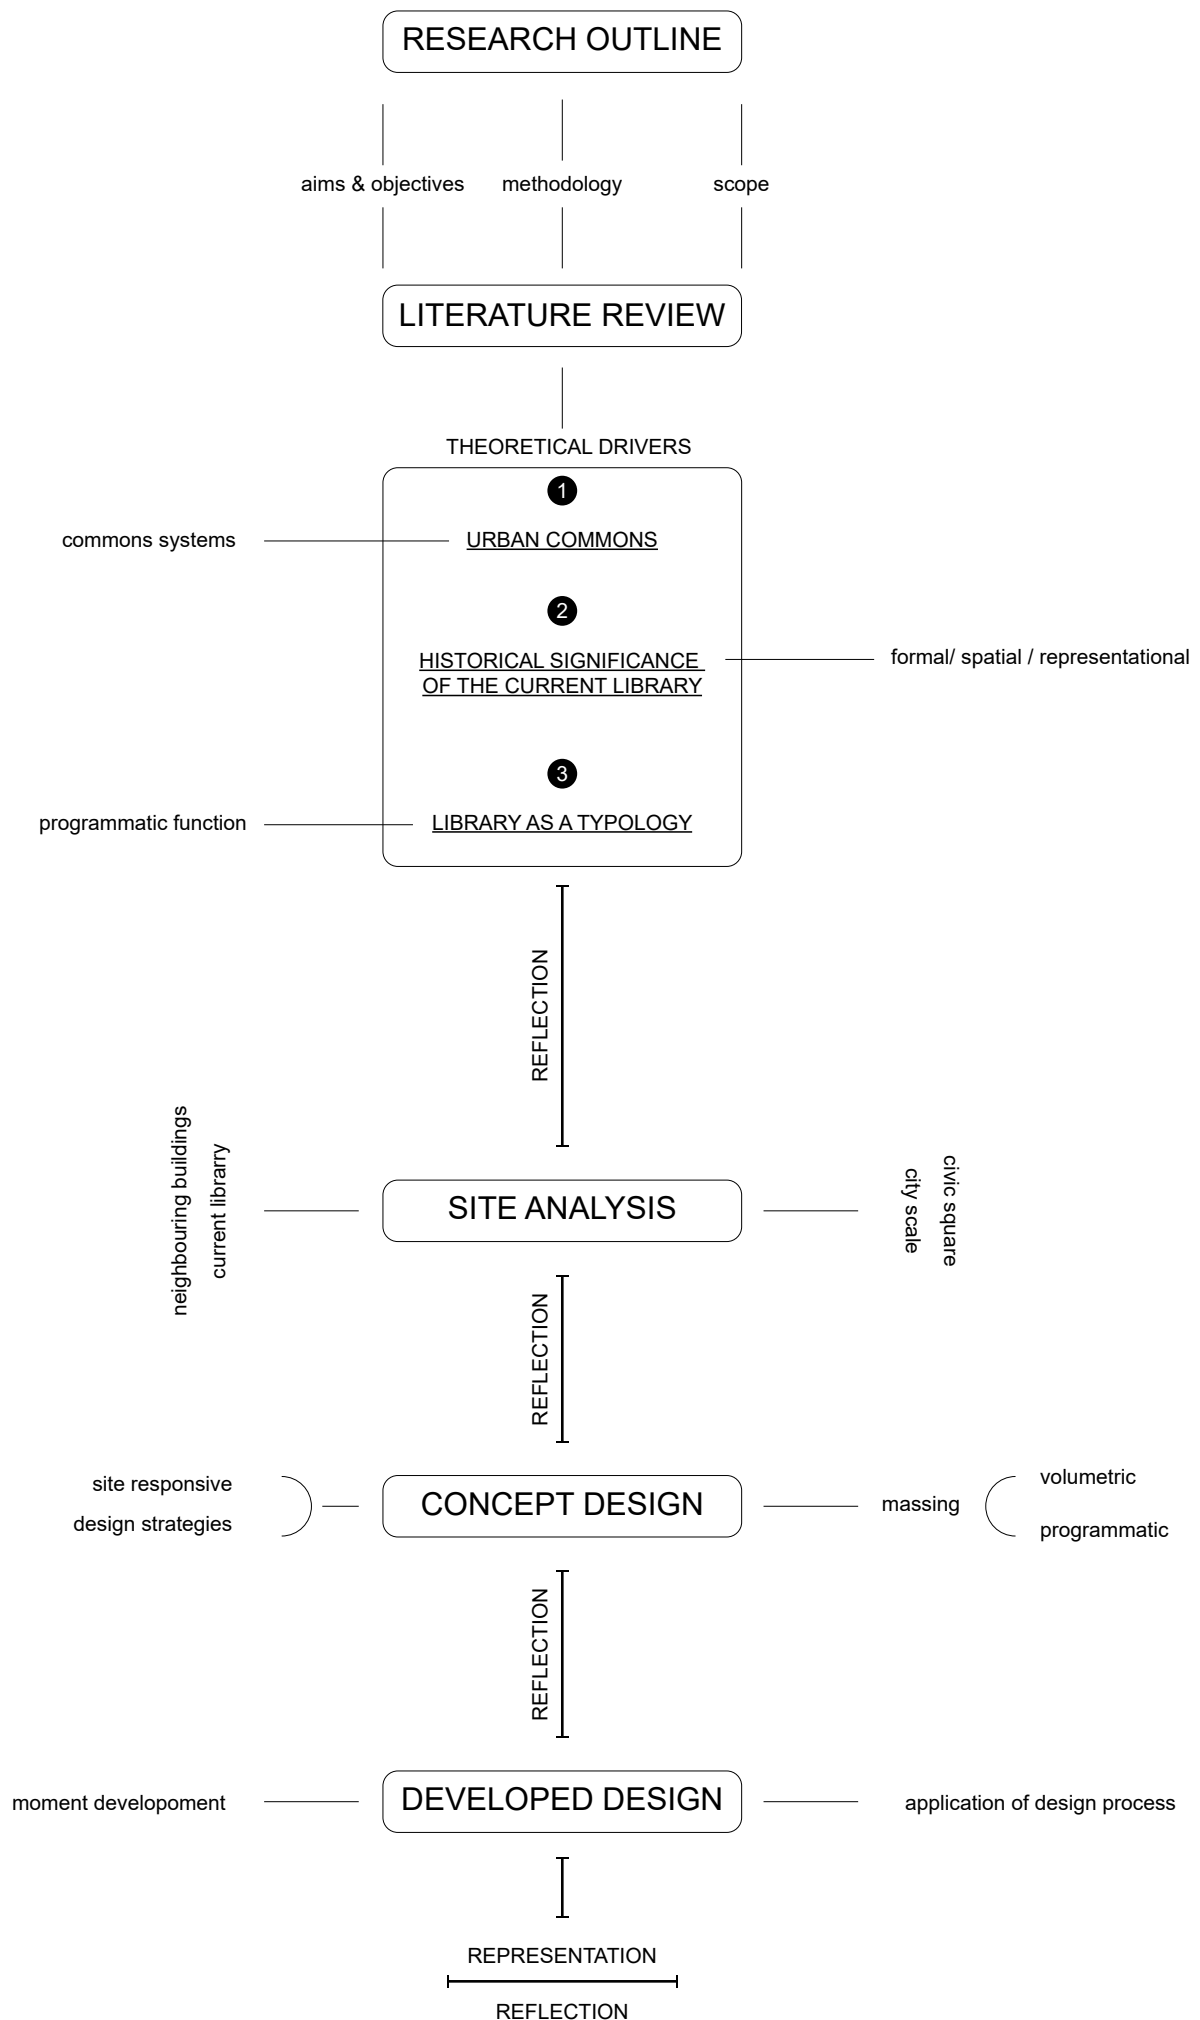 RESEARCH OUTLINE
aims & objectives
methodology
scope
LITERATURE REVIEW
THEORETICAL DRIVERS
1
commons systems
URBAN COMMONS
2
HISTORICAL SIGNIFICANCE
OF THE CURRENT LIBRARY
formal/ spatial / representational
3
programmatic function
LIBRARY AS A TYPOLOGY
REFLECTION
neighbouring buildings
current librarry
SITE ANALYSIS
civic square
city scale
REFLECTION
site responsive
design strategies
CONCEPT DESIGN
massing
volumetric
programmatic
REFLECTION
moment developoment
DEVELOPED DESIGN
application of design process
REPRESENTATION
REFLECTION